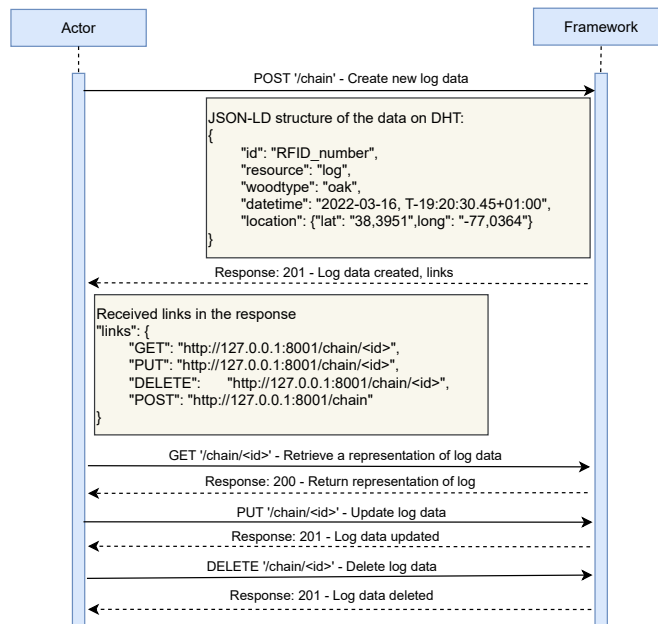 Actor
Framework
POST '/chain' - Create new log data
JSON-LD structure of the data on DHT:
{
"id": "RFID_number",
"resource": "log",
"woodtype": "oak",
"datetime": "2022-03-16, T-19:20:30.45+01:00",
"location": {"lat": "38,3951",long": "-77,0364"}
}
Response: 201 - Log data created, links
Received links in the response
"links": {
"GET": "http://127.0.0.1:8001/chain/<id>",
"PUT": "http://127.0.0.1:8001/chain/<id>",
"DELETE": "http://127.0.0.1:8001/chain/<id>",
"POST": "http://127.0.0.1:8001/chain"
}
GET '/chain/<id>' - Retrieve a representation of log data
Response: 200 - Return representation of log
PUT '/chain/<id>' - Update log data
Response: 201 - Log data updated
DELETE '/chain/<id>' - Delete log data
Response: 201 - Log data deleted